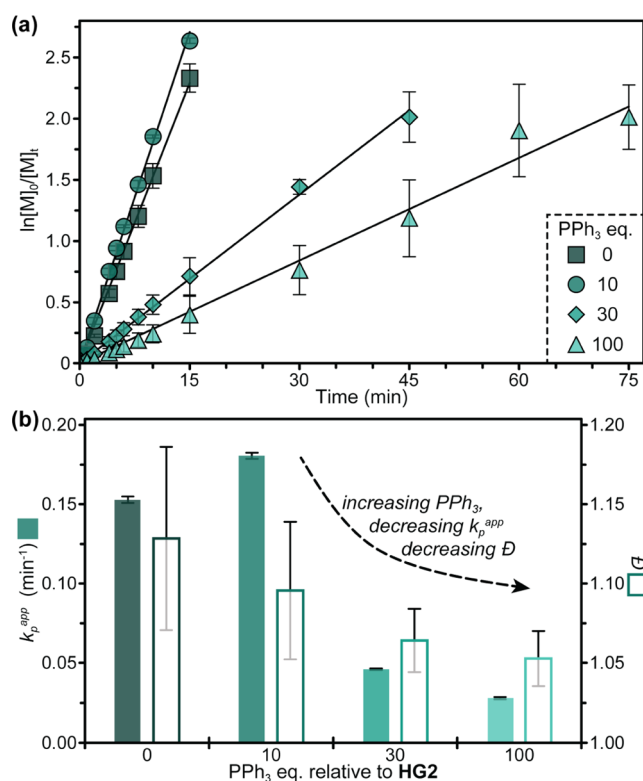 (a)
ln[M]₀/[M]ₜ
2.5
2.0
1.5
1.0
0.5
0
0 15 30 45 60 75
Time (min)
PPh₃ eq.
0
10
30
100
(b)
kₚᵃᵖᵖ (min⁻¹)
0.20
0.15
0.10
0.05
0.00
increasing PPh₃,
decreasing kₚᵃᵖᵖ
decreasing Đ
1.20
1.10
1.05
1.00
Đ
0 10 30 100
PPh₃ eq. relative to HG2